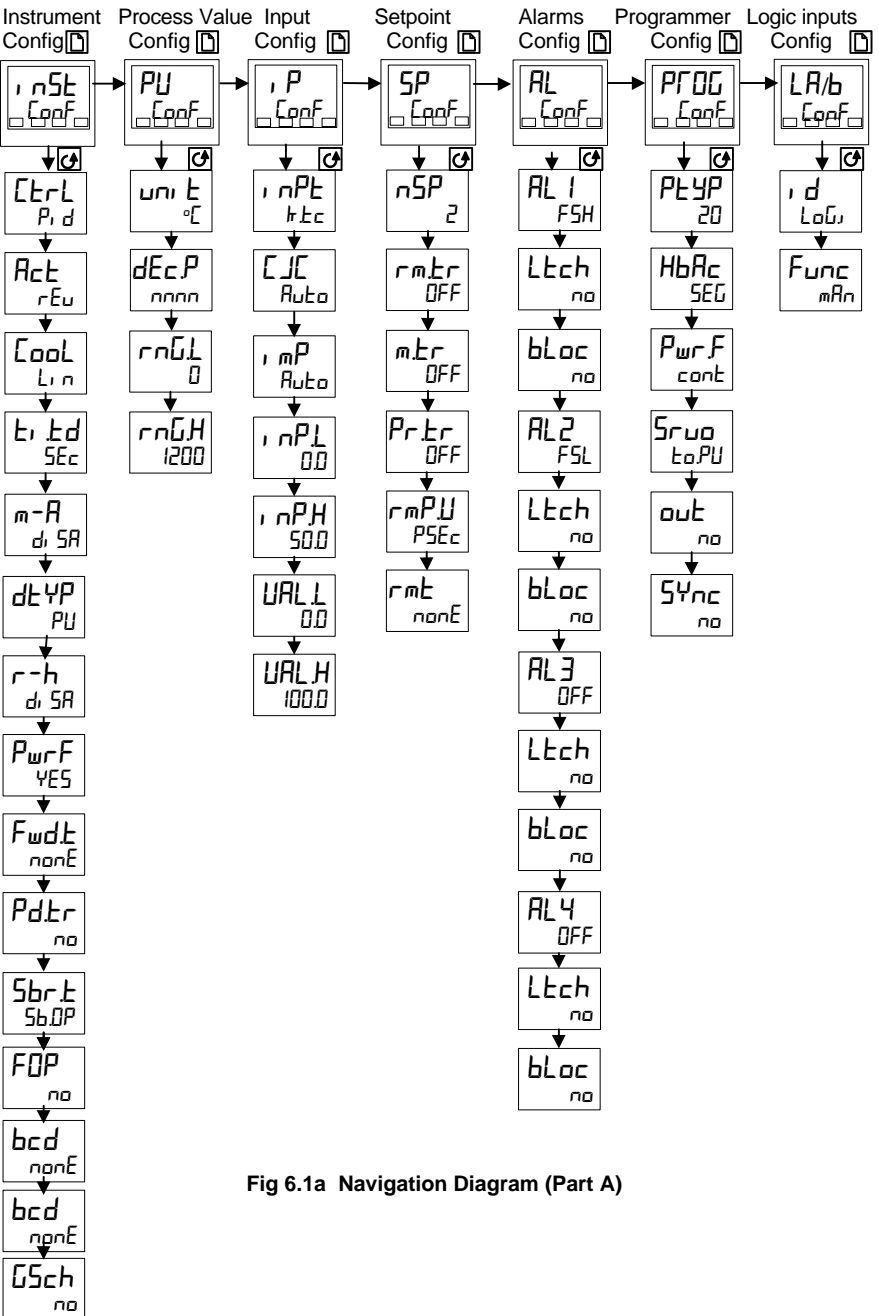 Instrument Config
Process Value Config
Input Config
Setpoint Config
Alarms Config
Programmer Config
Logic inputs Config
inSt
ConF
CtrL
Pid
Act
rEv
CooL
Lin
ti.td
SEc
m-A
diSA
dtYP
PV
r-h
diSA
PwrF
YES
Fwd.t
nonE
Pd.tr
no
Sbr.t
Sb.OP
FOP
no
bcd
nonE
bcd
nonE
GSch
no
PV
ConF
unit
°C
dEc.P
nnnn
rnG.L
0
rnG.H
1200
iP
ConF
inPt
k.tc
CJC
Auto
imP
Auto
inP.L
0.0
inP.H
50.0
VAL.L
0.0
VAL.H
100.0
SP
ConF
nSP
2
rm.tr
OFF
m.tr
OFF
Pr.tr
OFF
rmP.U
PSEc
rmt
nonE
AL
ConF
AL1
FSH
Ltch
no
bLoc
no
AL2
FSL
Ltch
no
bLoc
no
AL3
OFF
Ltch
no
bLoc
no
AL4
OFF
Ltch
no
bLoc
no
PROG
ConF
PtYP
20
HbAc
SEG
Pwr.F
cont
Srvo
to.PV
out
no
SYnc
no
LA/b
ConF
id
LoGi
Func
mAn
Fig 6.1a Navigation Diagram (Part A)